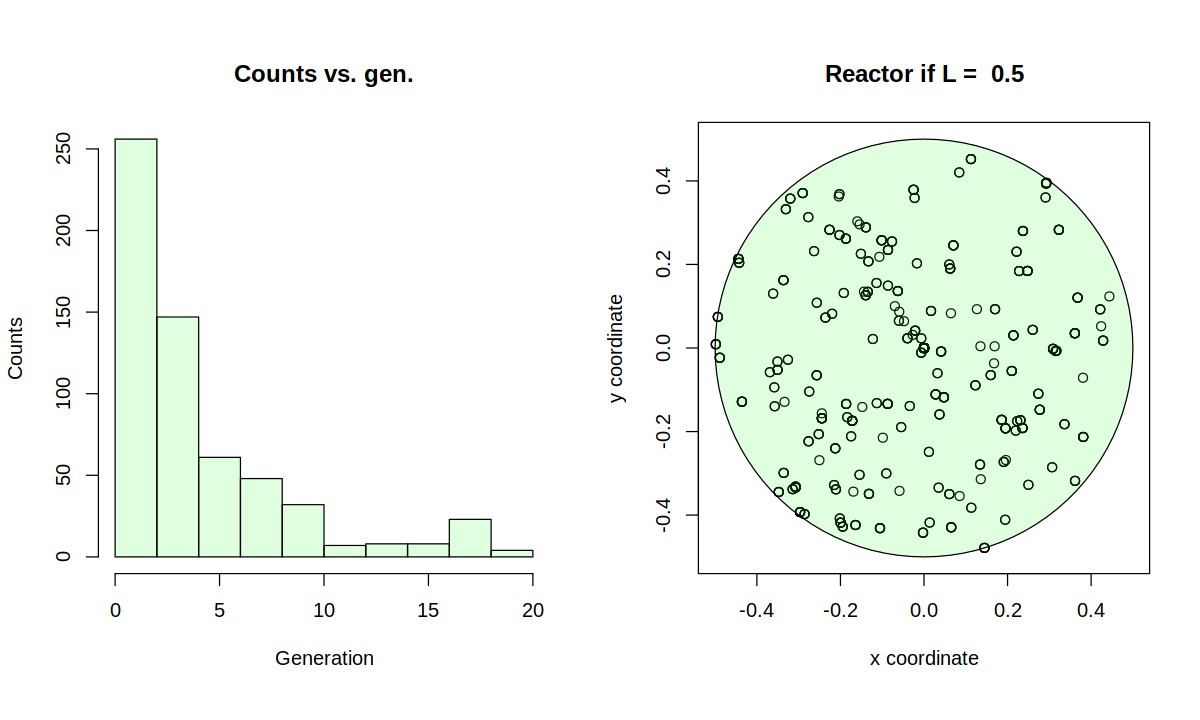 Counts vs. gen.
Counts
0
50
100
150
200
250
0 5 10 15 20
Generation
Reactor if L =  0.5
y coordinate
-0.4
-0.2
0.0
0.2
0.4
-0.4 -0.2 0.0 0.2 0.4
x coordinate